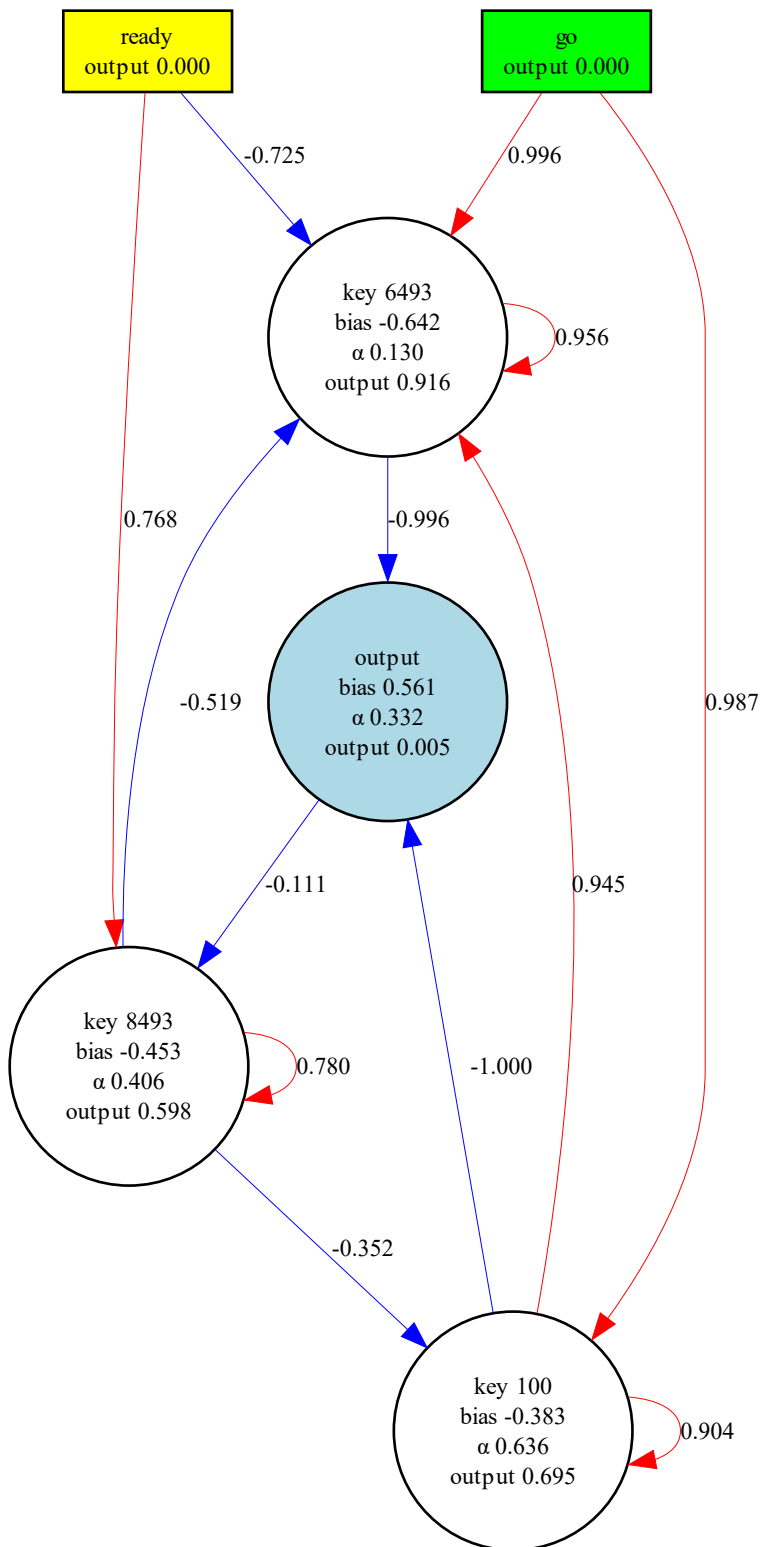 ready
output 0.000
go
output 0.000
-0.725
0.996
key 6493
bias -0.642
α 0.130
output 0.916
0.956
0.768
-0.996
output
bias 0.561
α 0.332
output 0.005
-0.519
0.987
-0.111
0.945
key 8493
bias -0.453
α 0.406
output 0.598
0.780
-1.000
-0.352
key 100
bias -0.383
α 0.636
output 0.695
0.904